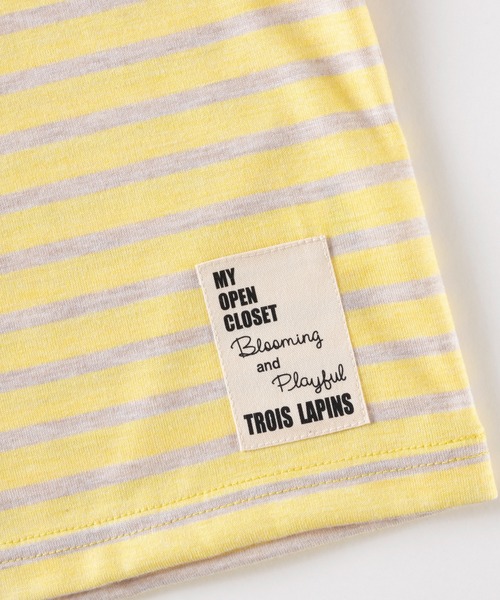 MY
OPEN
CLOSET
Blooming
and
Playful
TROIS LAPINS